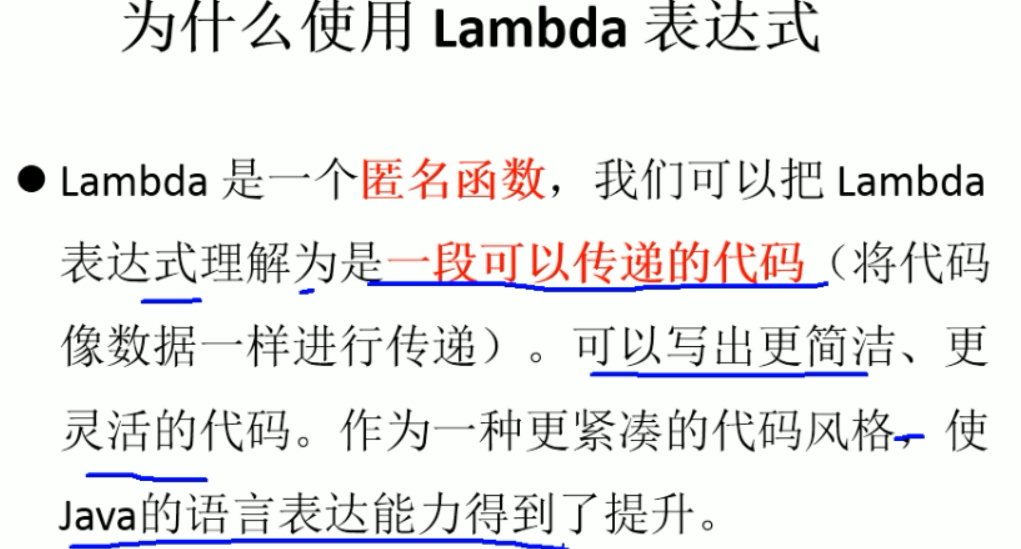 为什么使用 Lambda 表达式
● Lambda 是一个匿名函数，我们可以把 Lambda
表达式理解为是一段可以传递的代码（将代码
像数据一样进行传递）。可以写出更简洁、更
灵活的代码。作为一种更紧凑的代码风格，使
Java的语言表达能力得到了提升。